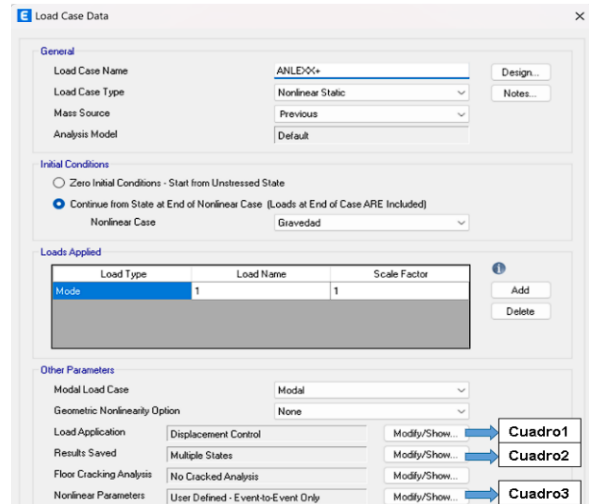 E Load Case Data
General
Load Case Name ANLEXX+ Design...
Load Case Type Nonlinear Static Notes...
Mass Source Previous
Analysis Model Default
Initial Conditions
Zero Initial Conditions - Start from Unstressed State
Continue from State at End of Nonlinear Case (Loads at End of Case ARE Included)
Nonlinear Case Gravedad
Loads Applied
Load Type Load Name Scale Factor
Mode 1 1 Add
Delete
Other Parameters
Modal Load Case Modal
Geometric Nonlinearity Option None
Load Application Displacement Control Modify/Show... Cuadro1
Results Saved Multiple States Modify/Show... Cuadro2
Floor Cracking Analysis No Cracked Analysis Modify/Show...
Nonlinear Parameters User Defined - Event-to-Event Only Modify/Show... Cuadro3